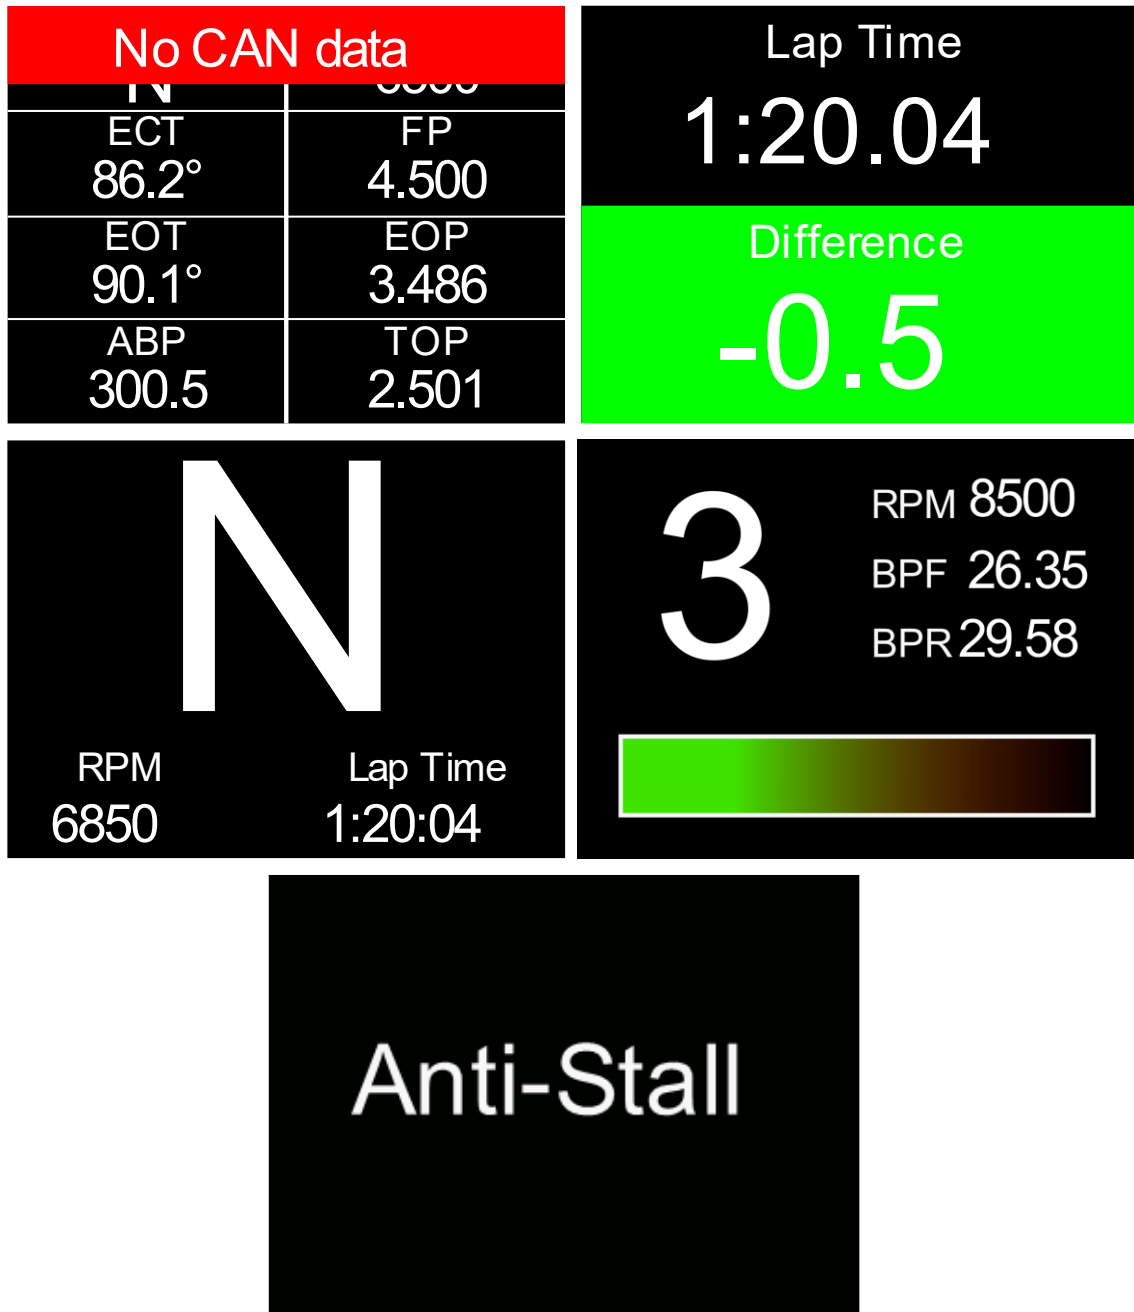 No CAN data
N
ECT FP
86.2° 4.500
EOT EOP
90.1° 3.486
ABP TOP
300.5 2.501
Lap Time
1:20.04
Difference
-0.5
N
RPM Lap Time
6850 1:20:04
3
RPM 8500
BPF 26.35
BPR 29.58
Anti-Stall